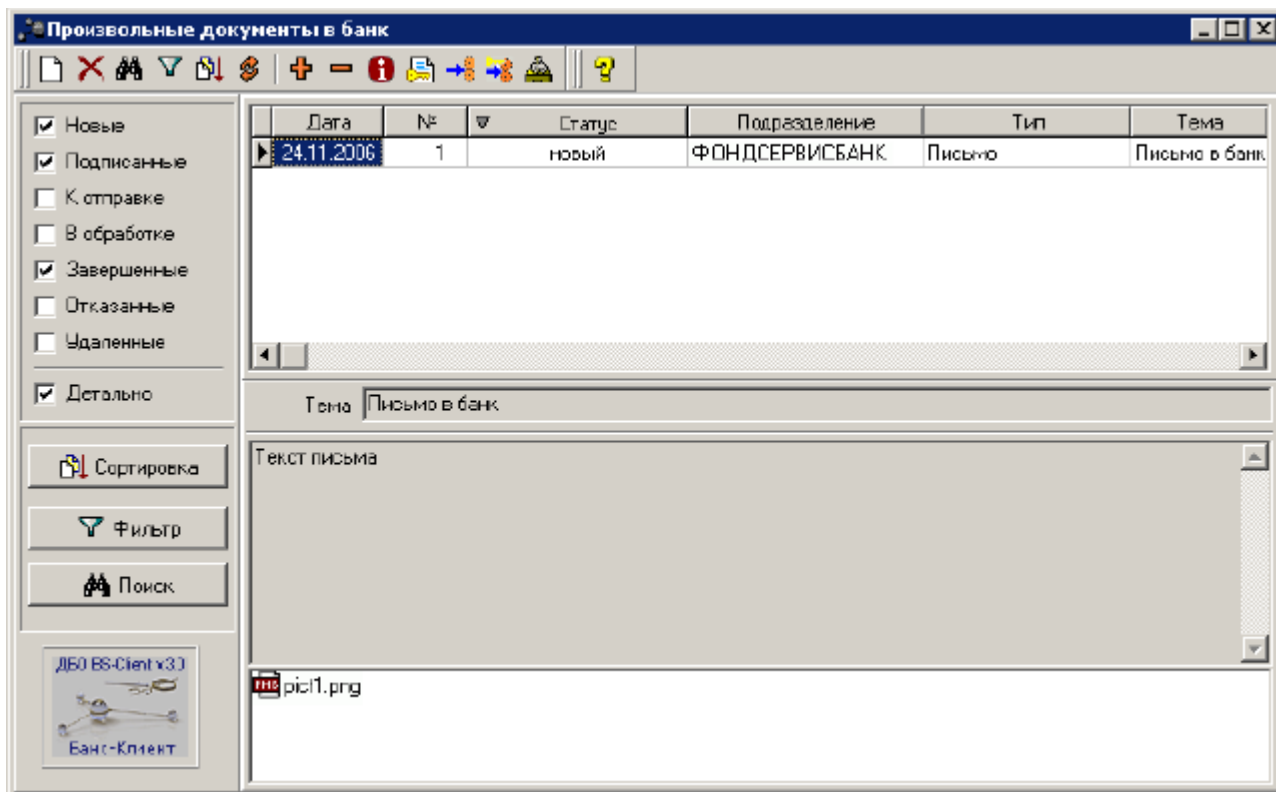 Произвольные документы в банк
Новые
Подписанные
К отправке
В обработке
Завершенные
Отказанные
Удаленные
Детально
Сортировка
Фильтр
Поиск
ДБО BS-Client v.3.0
Банк-Клиент
Дата № Статус Подразделение Тип Тема
24.11.2006 1 новый ФОНДСЕРВИСБАНК Письмо Письмо в банк
Тема Письмо в банк
Текст письма
pict1.png